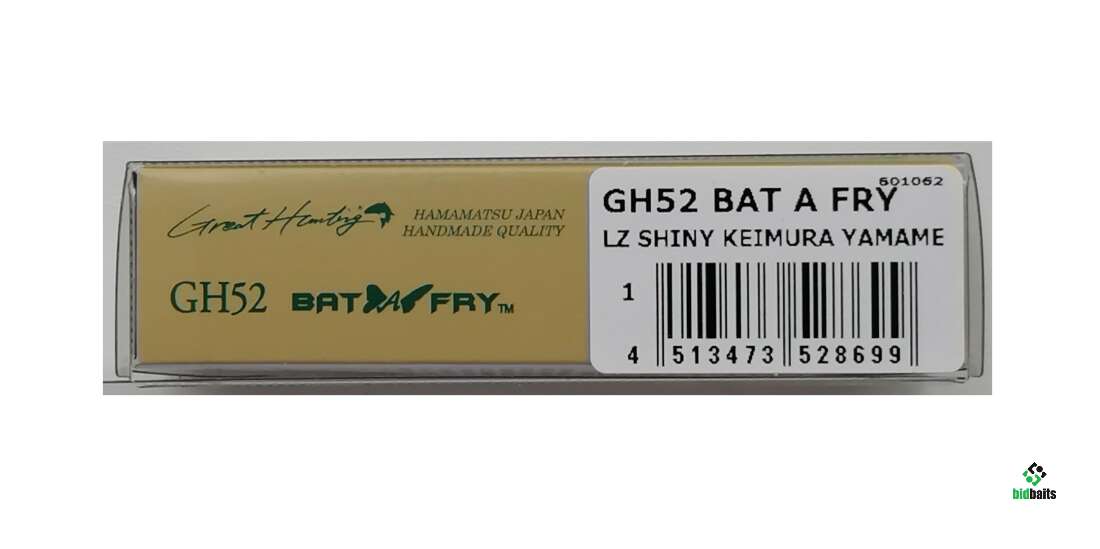 Great Hunting
HAMAMATSU JAPAN
HANDMADE QUALITY
GH52 BAT A FRY™
601062
GH52 BAT A FRY
LZ SHINY KEIMURA YAMAME
1
4 513473 528699
bidbaits